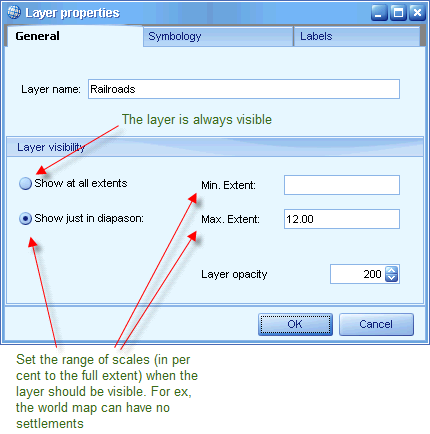 Layer properties
General
Symbology
Labels
Layer name:
Railroads
The layer is always visible
Layer visibility
Show at all extents
Min. Extent:
Show just in diapason:
Max. Extent:
12.00
Layer opacity
200
OK
Cancel
Set the range of scales (in per
cent to the full extent) when the
layer should be visible. For ex,
the world map can have no
settlements